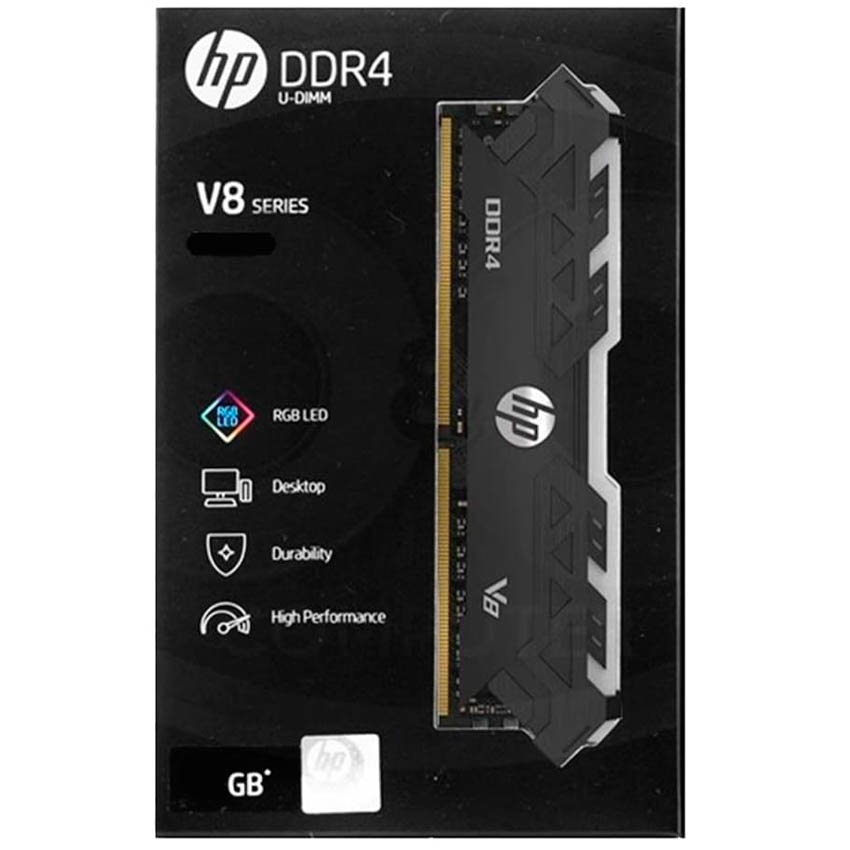 hp DDR4
U-DIMM
V8 SERIES
DDR4
hp
V8
RGB
LED
RGB LED
Desktop
Durability
High Performance
GB*
hp